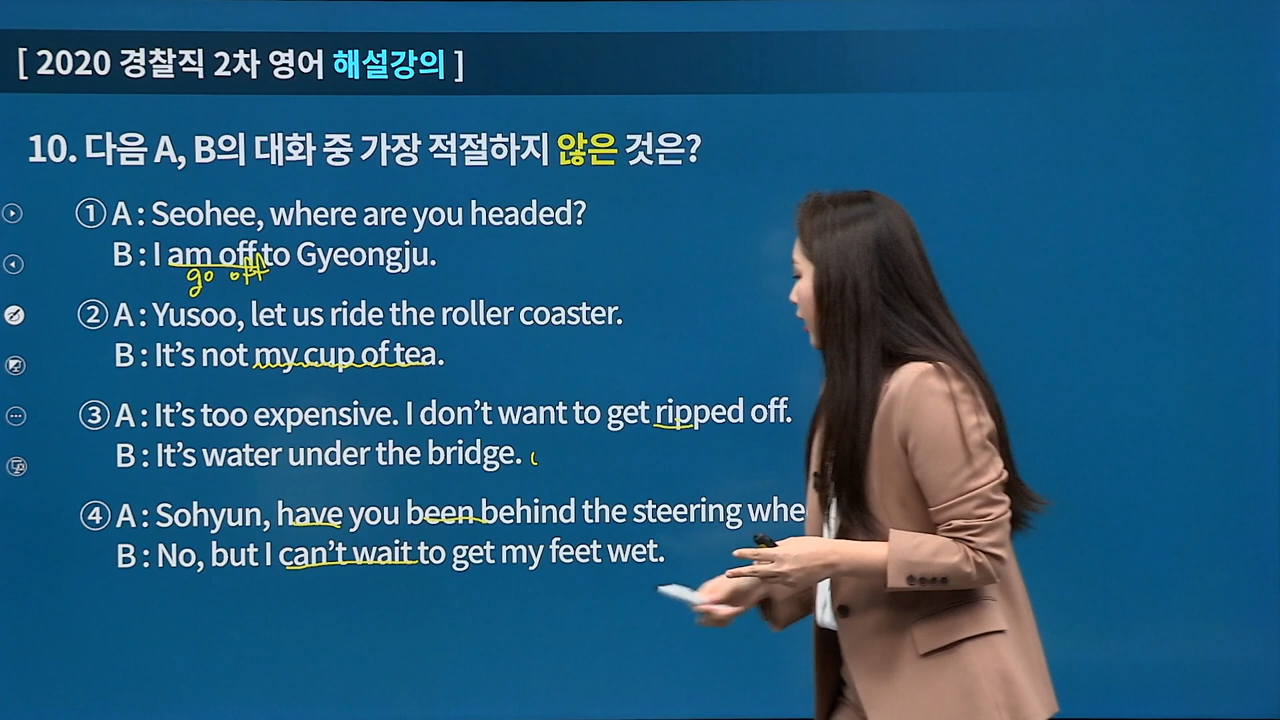 [ 2020 경찰직 2차 영어 해설강의 ]
10. 다음 A, B의 대화 중 가장 적절하지 않은 것은?
① A : Seohee, where are you headed?
B : I am off to Gyeongju.
go off
② A : Yusoo, let us ride the roller coaster.
B : It’s not my cup of tea.
③ A : It’s too expensive. I don’t want to get ripped off.
B : It’s water under the bridge.
④ A : Sohyun, have you been behind the steering whe
B : No, but I can’t wait to get my feet wet.